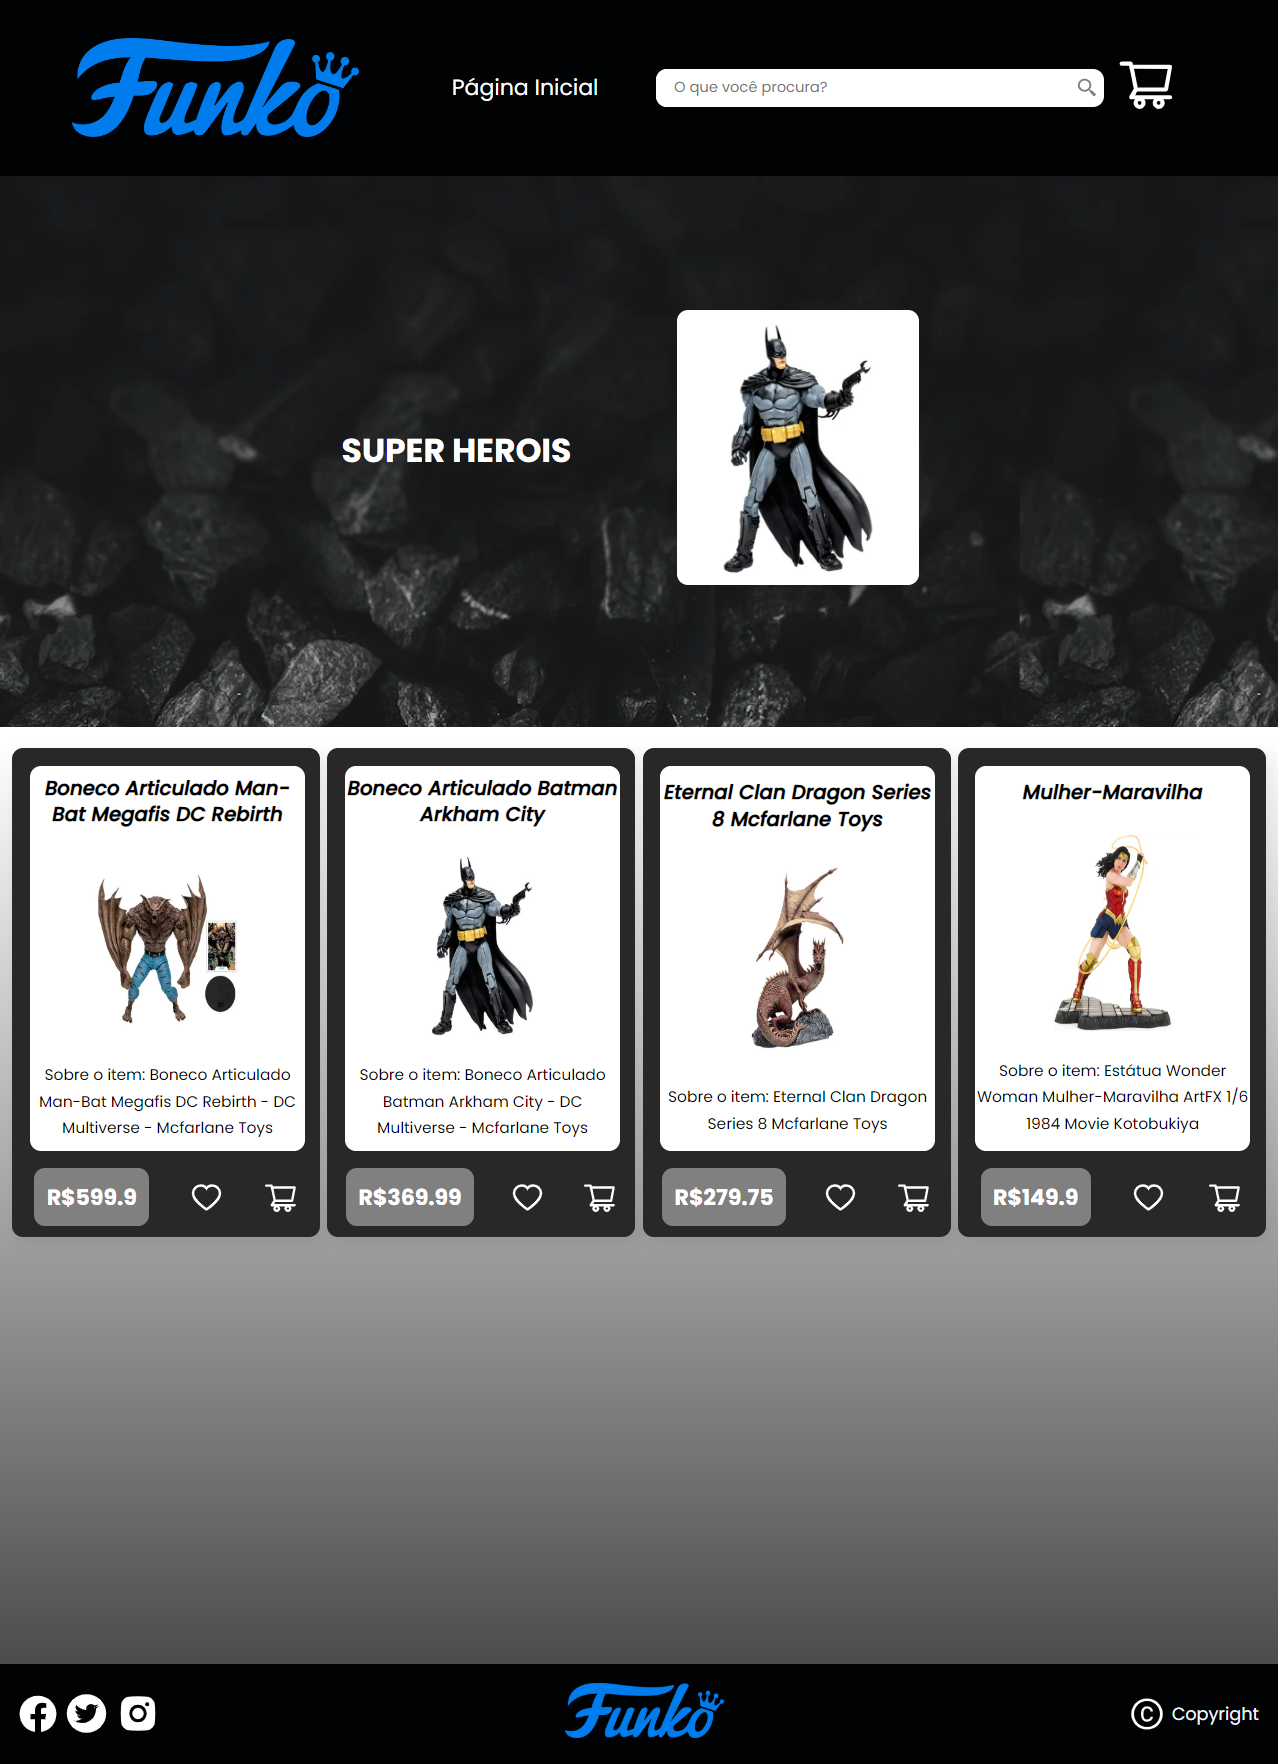 Funko
Página Inicial
O que você procura?
SUPER HEROIS
Boneco Articulado Man-
Bat Megafis DC Rebirth
Sobre o item: Boneco Articulado
Man-Bat Megafis DC Rebirth - DC
Multiverse - Mcfarlane Toys
R$599.9
Boneco Articulado Batman
Arkham City
Sobre o item: Boneco Articulado
Batman Arkham City - DC
Multiverse - Mcfarlane Toys
R$369.99
Eternal Clan Dragon Series
8 Mcfarlane Toys
Sobre o item: Eternal Clan Dragon
Series 8 Mcfarlane Toys
R$279.75
Mulher-Maravilha
Sobre o item: Estátua Wonder
Woman Mulher-Maravilha ArtFX 1/6
1984 Movie Kotobukiya
R$149.9
Funko
© Copyright